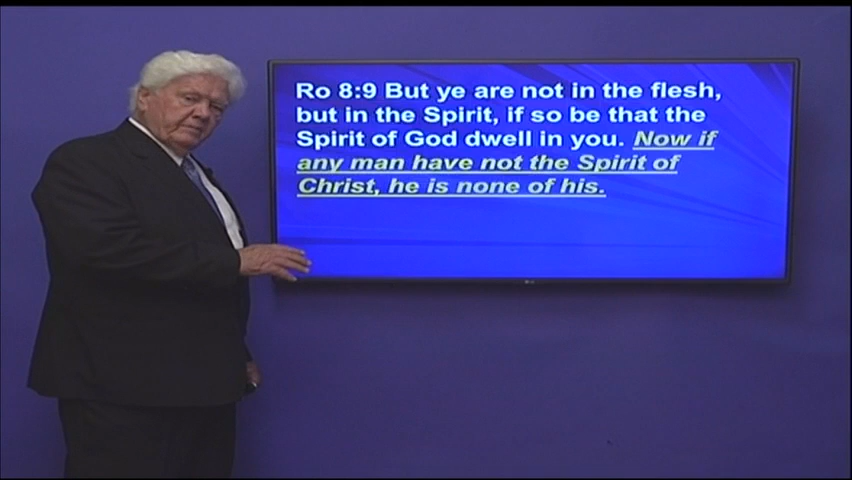 Ro 8:9 But ye are not in the flesh,
but in the Spirit, if so be that the
Spirit of God dwell in you. Now if
any man have not the Spirit of
Christ, he is none of his.
LG